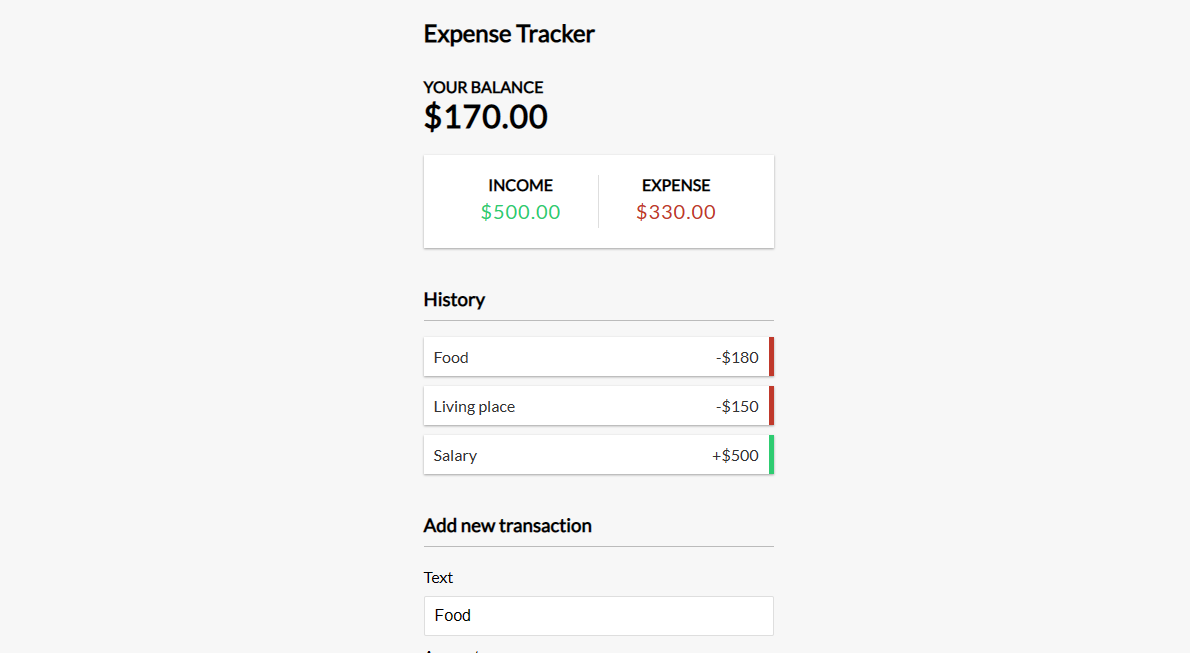 Expense Tracker
YOUR BALANCE
$170.00
INCOME EXPENSE
$500.00 $330.00
History
Food -$180
Living place -$150
Salary +$500
Add new transaction
Text
Food